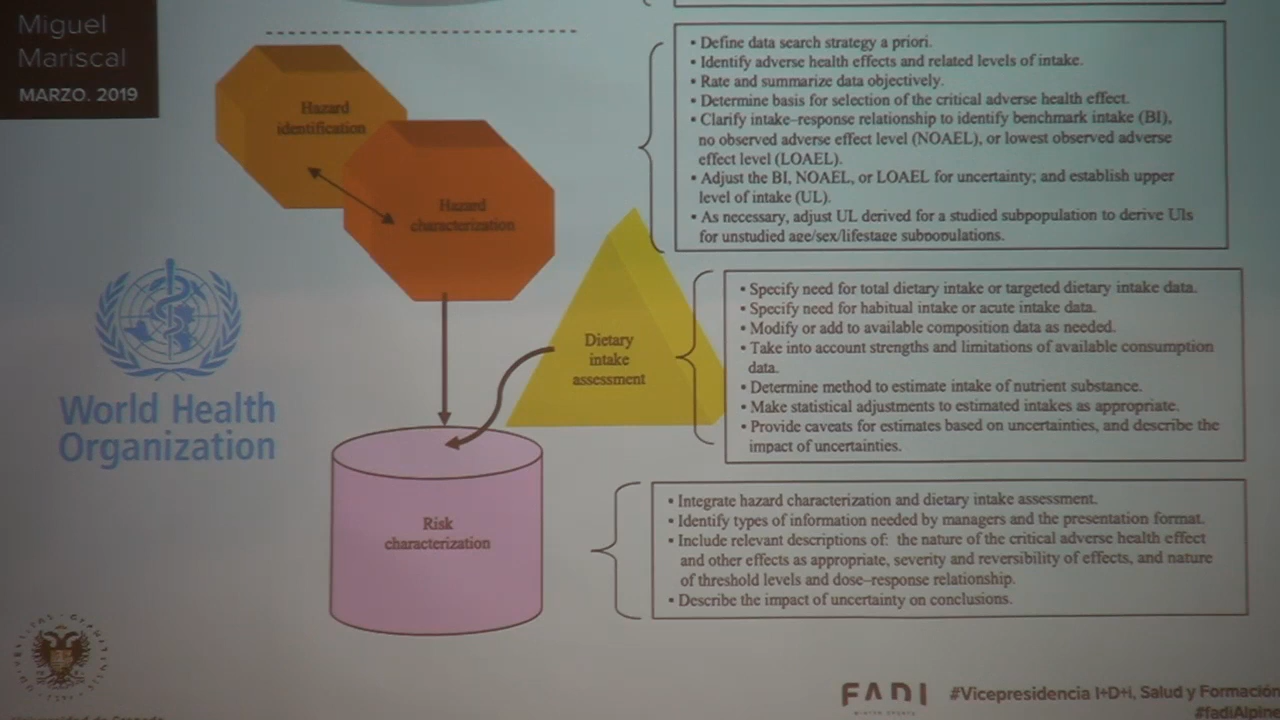 Miguel
Mariscal
MARZO. 2019
Hazard
identification
Hazard
characterization
• Define data search strategy a priori.
• Identify adverse health effects and related levels of intake.
• Rate and summarize data objectively.
• Determine basis for selection of the critical adverse health effect.
• Clarify intake–response relationship to identify benchmark intake (BI),
no observed adverse effect level (NOAEL), or lowest observed adverse
effect level (LOAEL).
• Adjust the BI, NOAEL, or LOAEL for uncertainty; and establish upper
level of intake (UL).
• As necessary, adjust UL derived for a studied subpopulation to derive Uls
for unstudied age/sex/lifestage subpopulations.
World Health
Organization
Dietary
intake
assessment
• Specify need for total dietary intake or targeted dietary intake data.
• Specify need for habitual intake or acute intake data.
• Modify or add to available composition data as needed.
• Take into account strengths and limitations of available consumption
data.
• Determine method to estimate intake of nutrient substance.
• Make statistical adjustments to estimated intakes as appropriate.
• Provide caveats for estimates based on uncertainties, and describe the
impact of uncertainties.
Risk
characterization
• Integrate hazard characterization and dietary intake assessment.
• Identify types of information needed by managers and the presentation format.
• Include relevant descriptions of: the nature of the critical adverse health effect
and other effects as appropriate, severity and reversibility of effects, and nature
of threshold levels and dose–response relationship.
• Describe the impact of uncertainty on conclusions.
FADI
#Vicepresidencia I+D+i, Salud y Formación
#fadiAlpine